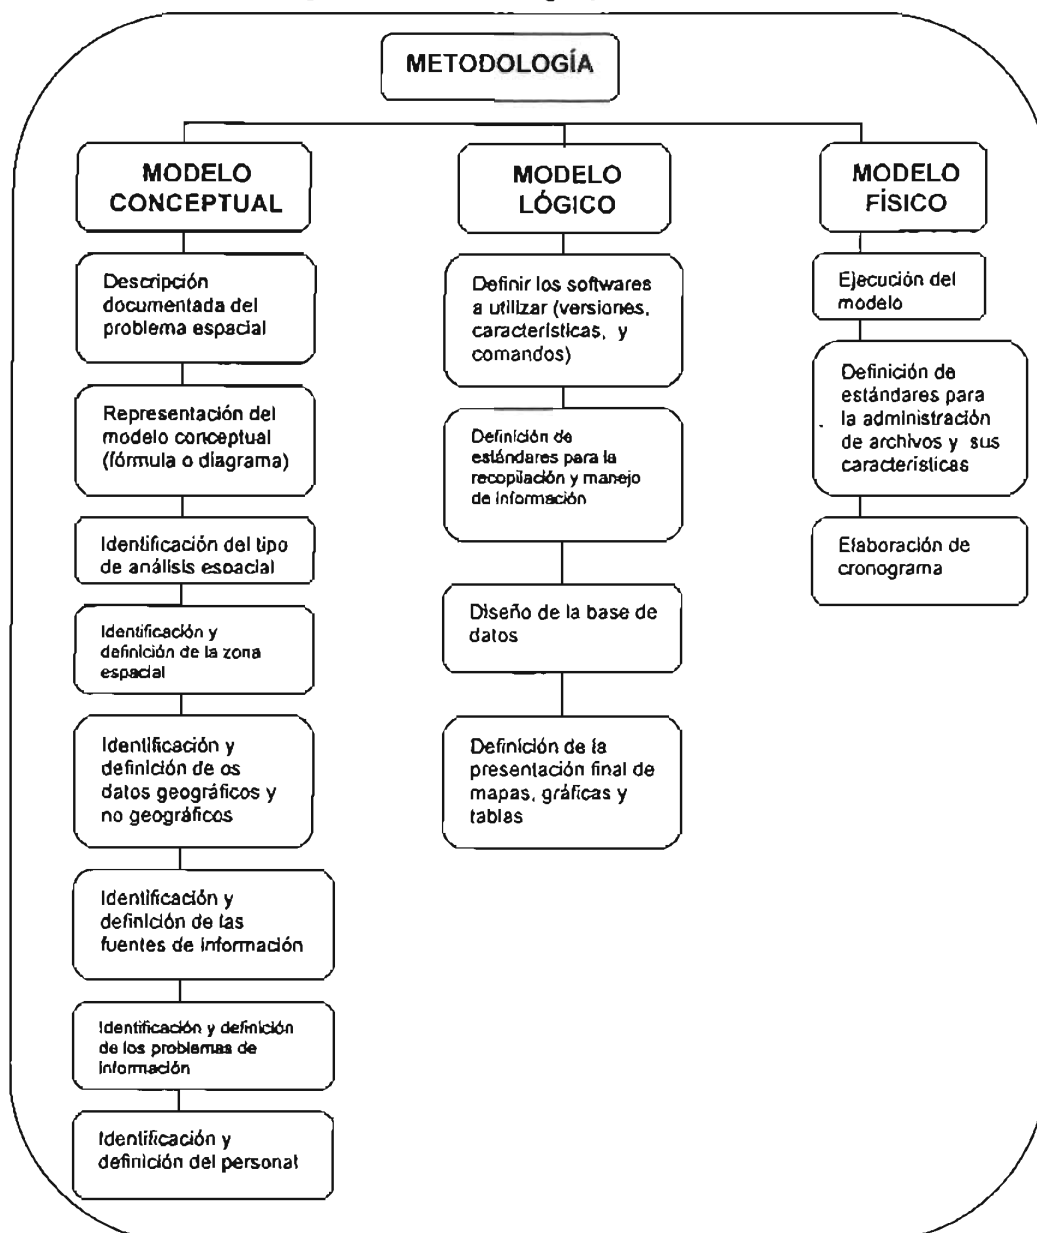 METODOLOGÍA
MODELO
CONCEPTUAL
Descripción
documentada del
problema espacial
Representación del
modelo conceptual
(fórmula o diagrama)
Identificación del tipo
de análisis espacial
Identificación y
definición de la zona
espacial
Identificación y
definición de os
datos geográficos y
no geográficos
Identificación y
definición de las
fuentes de información
Identificación y definición
de los problemas de
información
Identificación y
definición del personal
MODELO
LÓGICO
Definir los softwares
a utilizar (versiones,
características, y
comandos)
Definición de
estándares para la
recopilación y manejo
de información
Diseño de la base de
datos
Definición de la
presentación final de
mapas, gráficas y
tablas
MODELO
FÍSICO
Ejecución del
modelo
Definición de
estándares para
la administración
de archivos y sus
características
Elaboración de
cronograma